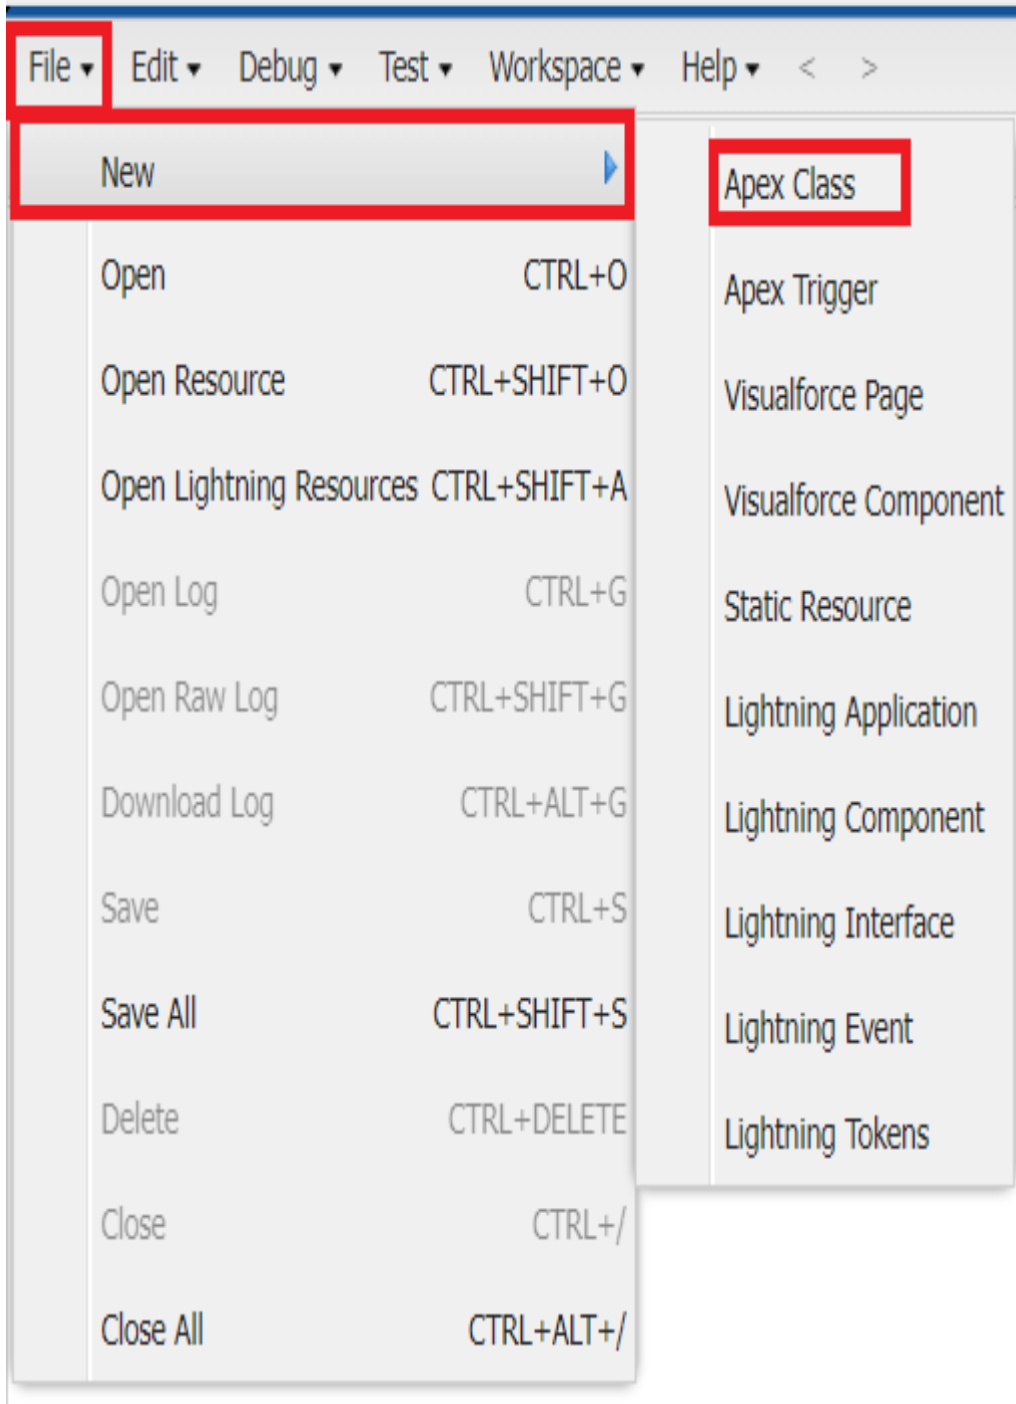 File ▾ Edit ▾ Debug ▾ Test ▾ Workspace ▾ Help ▾ < >
New
Open CTRL+O
Open Resource CTRL+SHIFT+O
Open Lightning Resources CTRL+SHIFT+A
Open Log CTRL+G
Open Raw Log CTRL+SHIFT+G
Download Log CTRL+ALT+G
Save CTRL+S
Save All CTRL+SHIFT+S
Delete CTRL+DELETE
Close CTRL+/
Close All CTRL+ALT+/
Apex Class
Apex Trigger
Visualforce Page
Visualforce Component
Static Resource
Lightning Application
Lightning Component
Lightning Interface
Lightning Event
Lightning Tokens